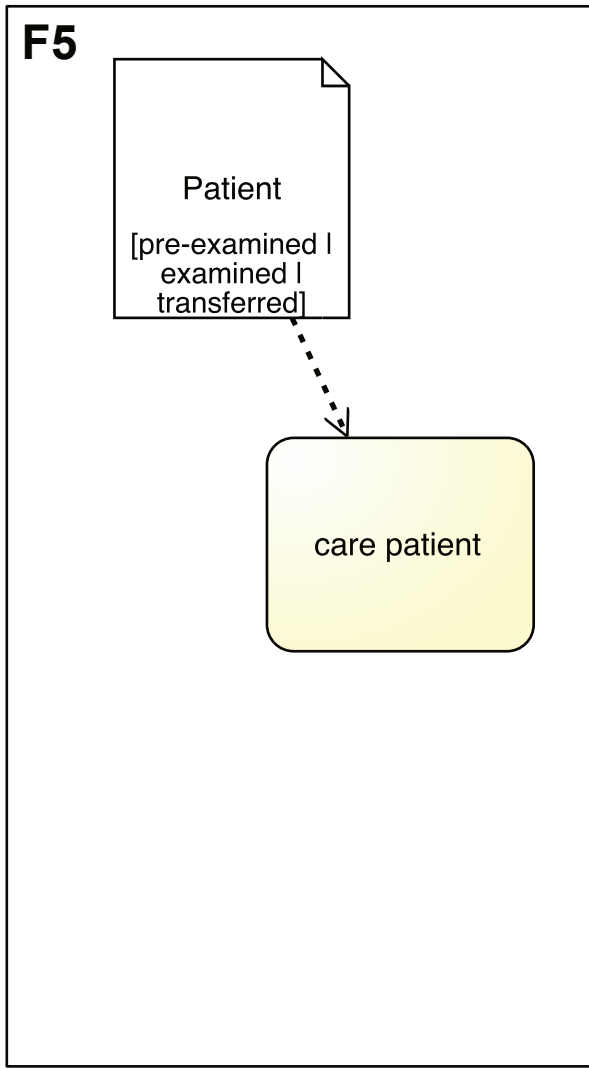 F5
Patient
[pre-examined |
examined |
transferred]
care patient